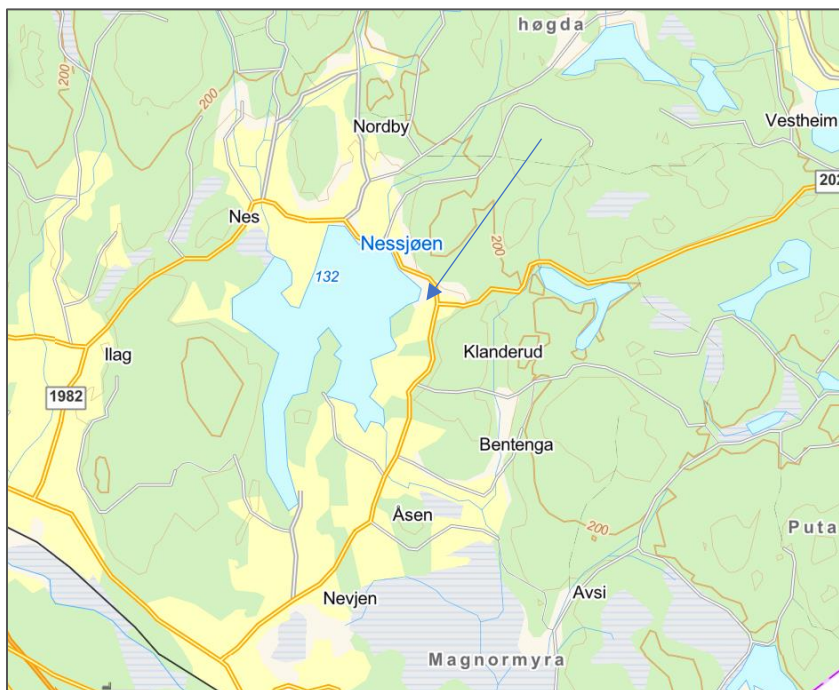 høgda
200
200
Nordby
Vestheim
202
Nes
Nessjøen
200
132
Ilag
Klanderud
1982
Bentenga
Åsen
200
Puta
Avsi
Nevjen
Magnormyra